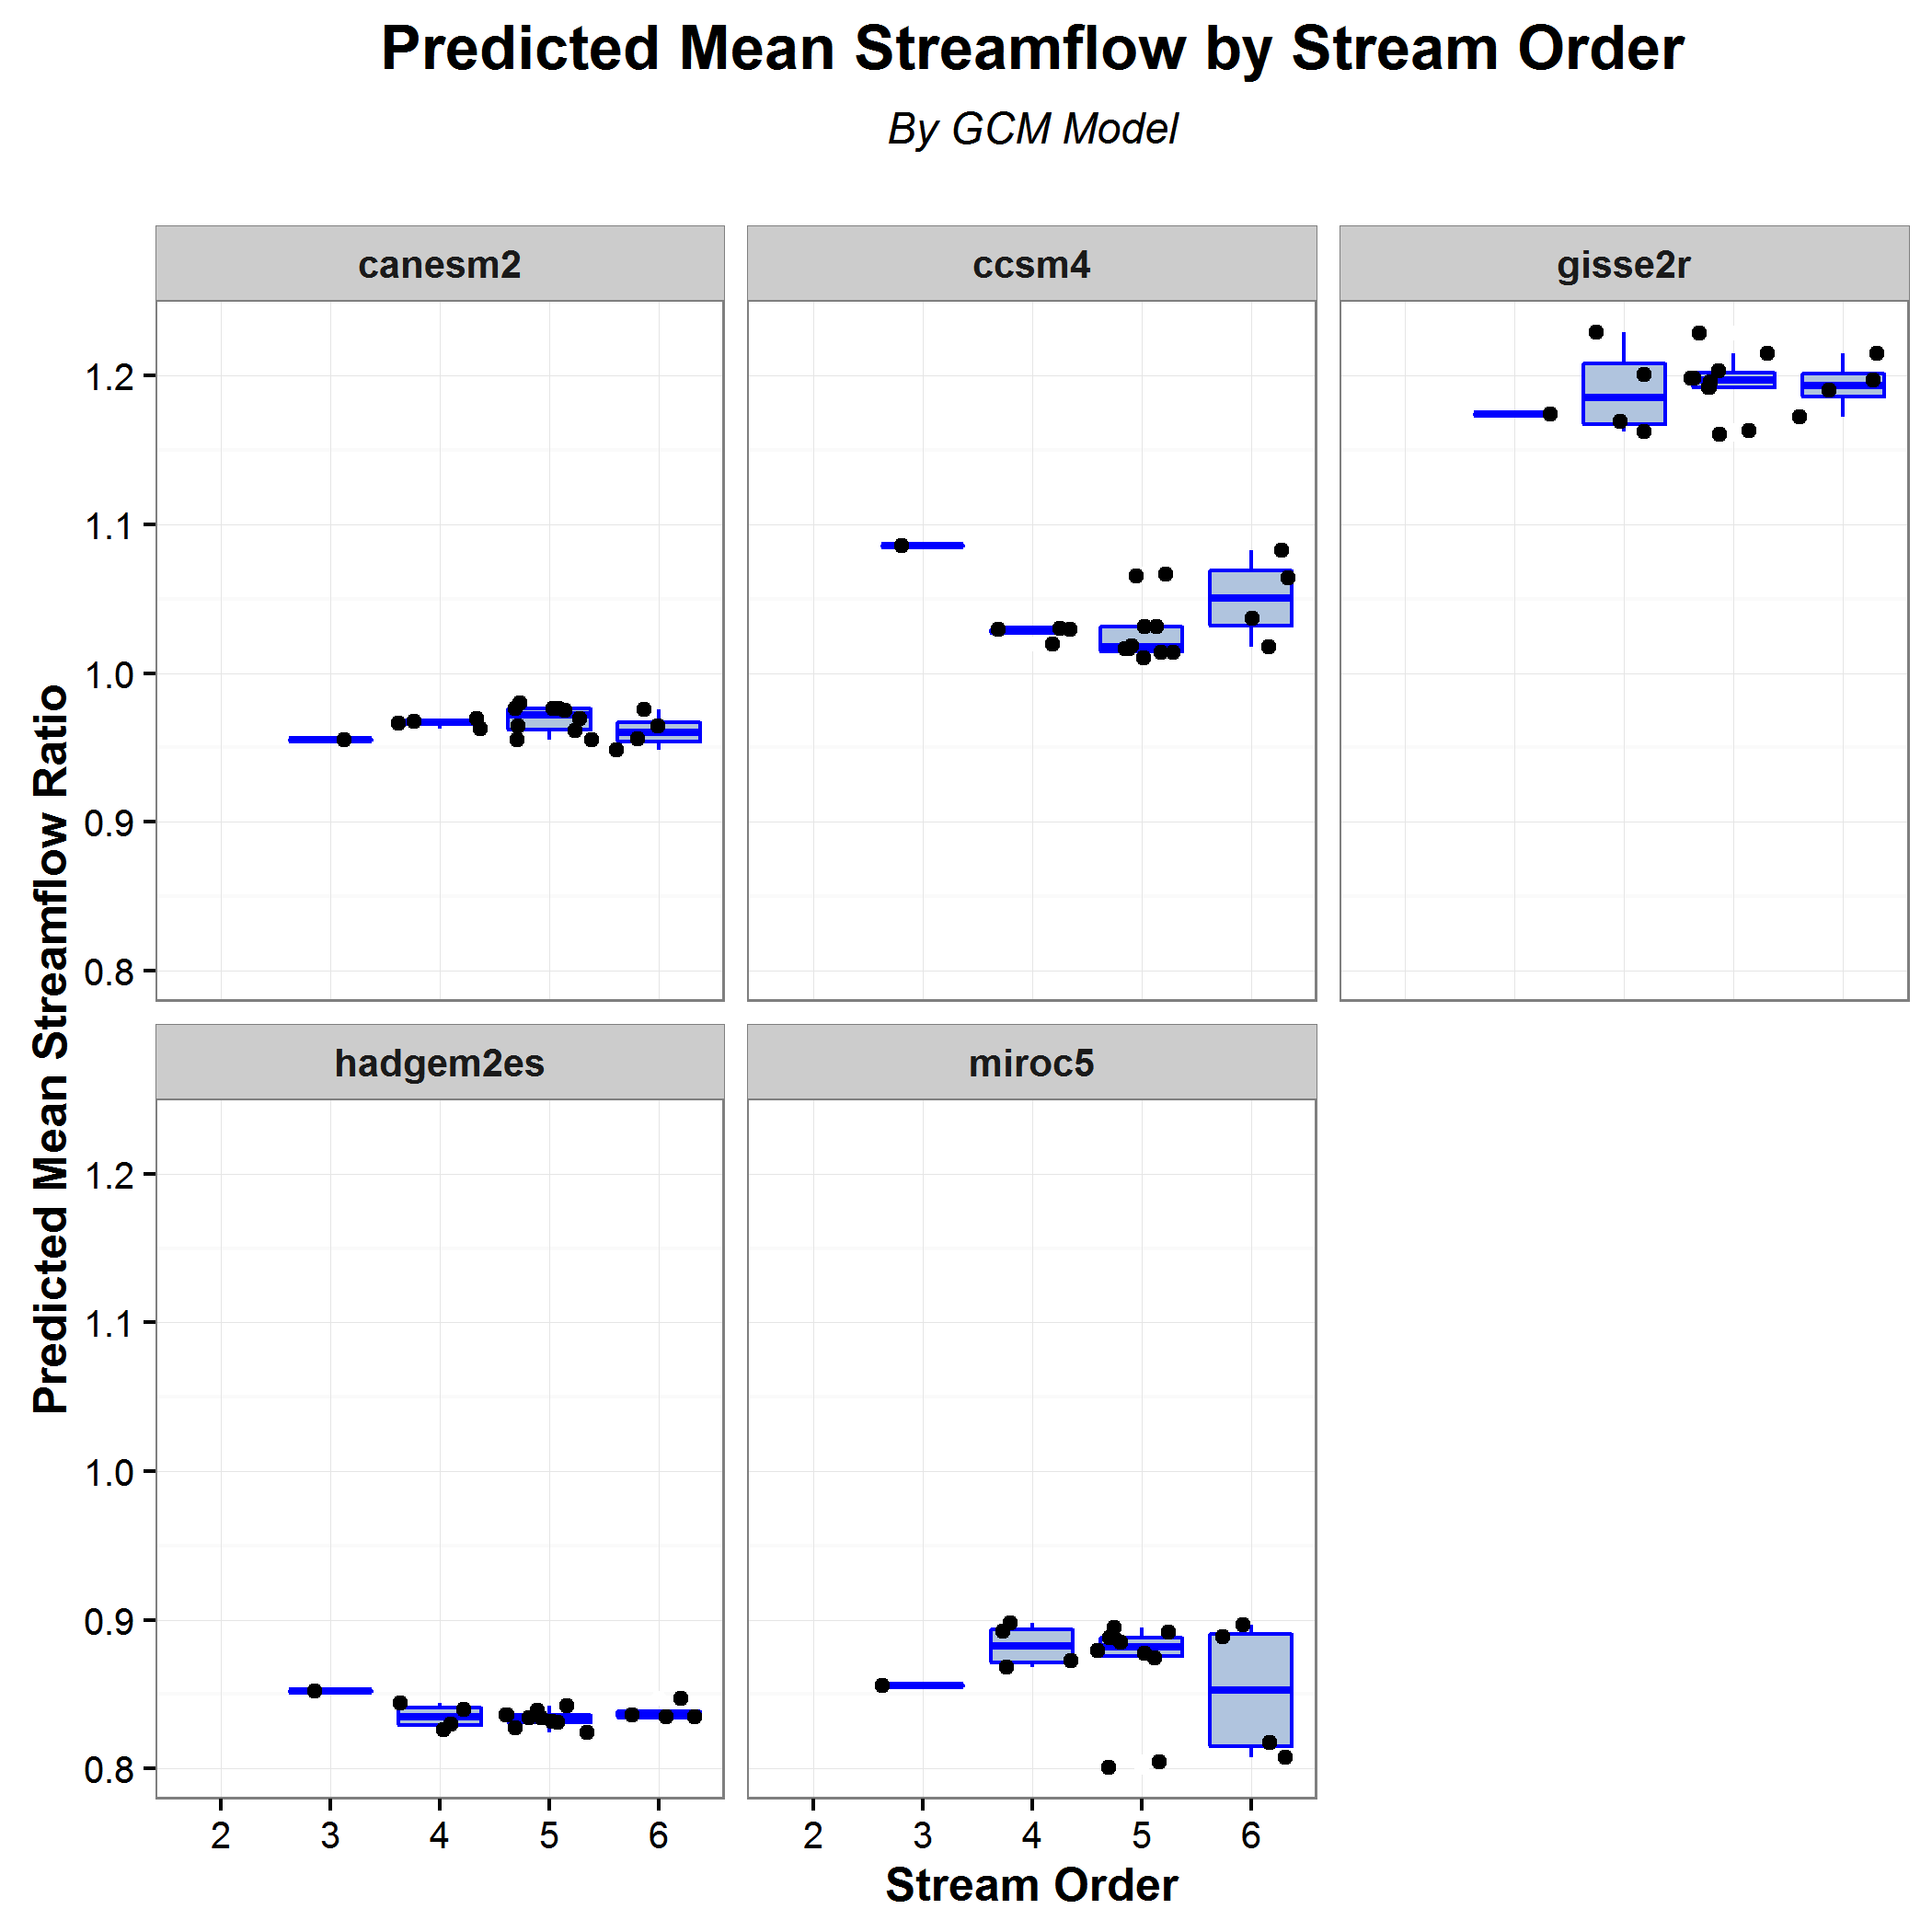 Predicted Mean Streamflow by Stream Order
By GCM Model
canesm2
ccsm4
gisse2r
1.2
1.1
1.0
0.9
0.8
Predicted Mean Streamflow Ratio
hadgem2es
miroc5
1.2
1.1
1.0
0.9
0.8
2 3 4 5 6
2 3 4 5 6
Stream Order